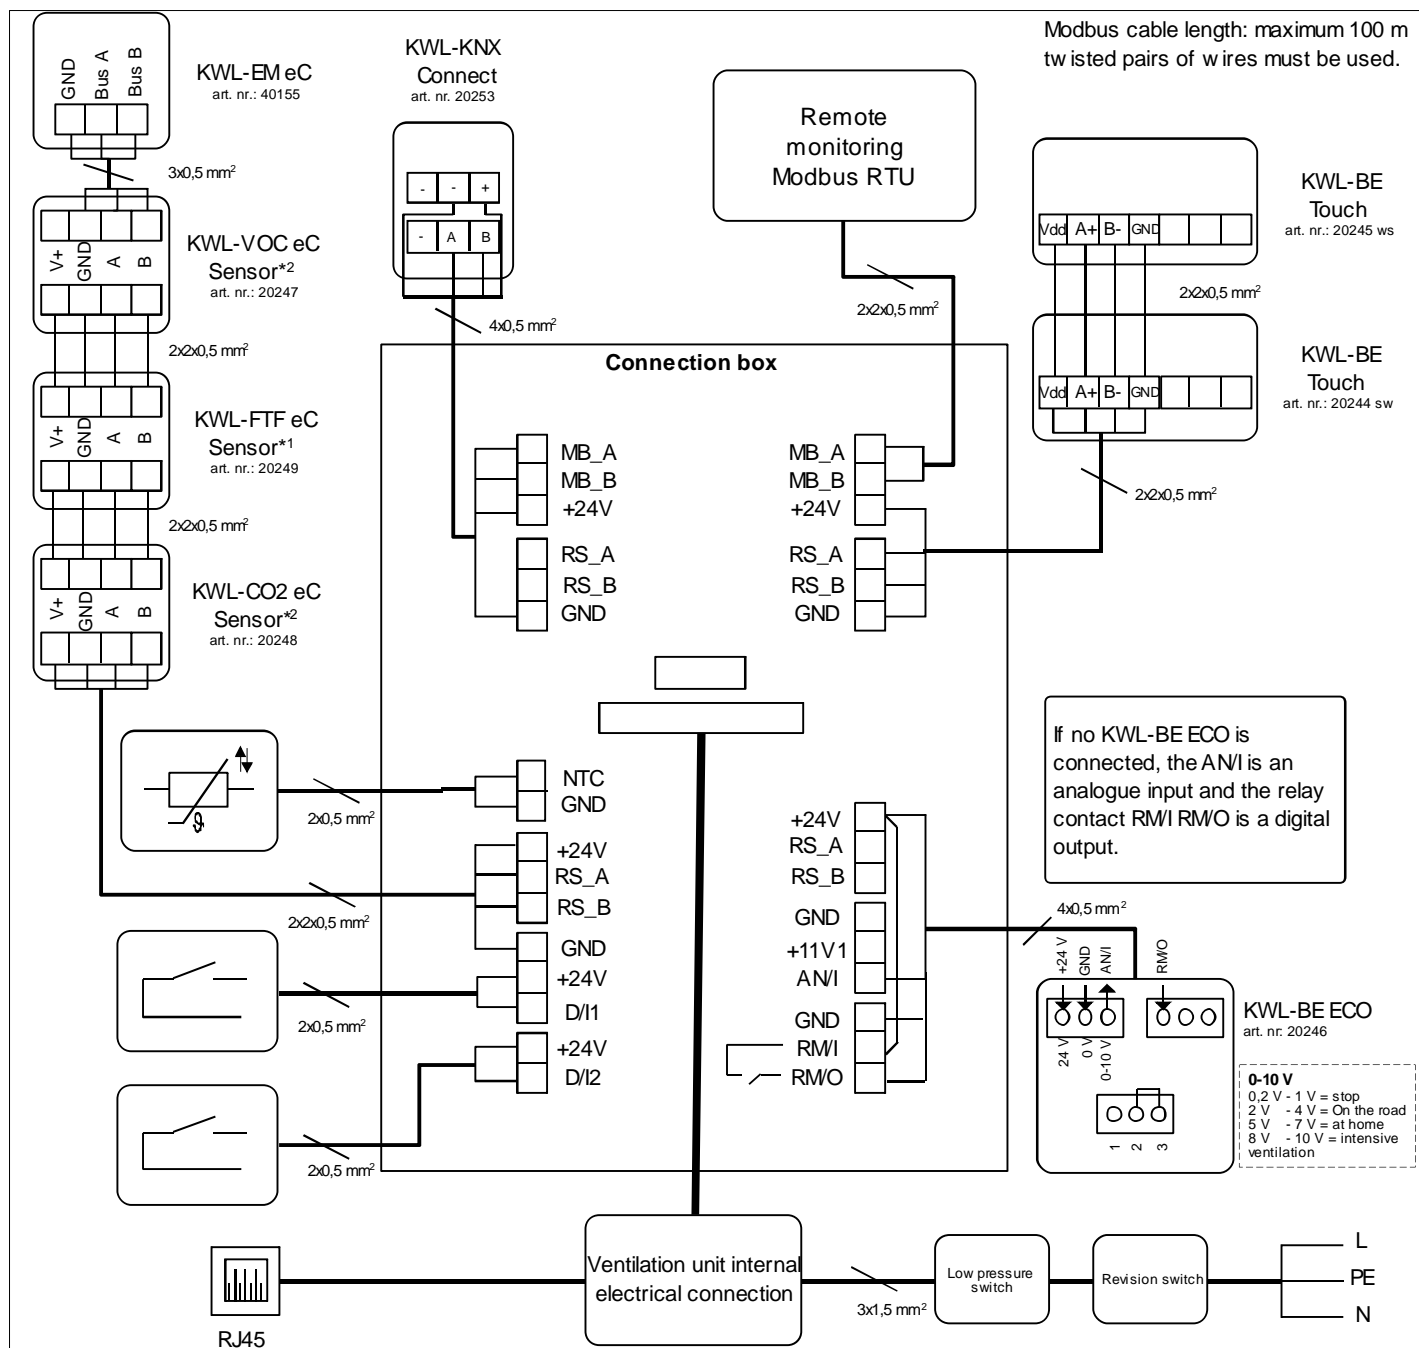 Modbus cable length: maximum 100 m
twisted pairs of wires must be used.
GND
Bus A
Bus B
KWL-EM eC
art. nr.: 40155
3x0,5 mm²
V+
GND
A
B
KWL-VOC eC
Sensor*²
art. nr.: 20247
2x2x0,5 mm²
V+
GND
A
B
KWL-FTF eC
Sensor*¹
art. nr.: 20249
2x2x0,5 mm²
V+
GND
A
B
KWL-CO2 eC
Sensor*²
art. nr.: 20248
KWL-KNX
Connect
art. nr. 20253
- - +
- A B
4x0,5 mm²
Remote
monitoring
Modbus RTU
2x2x0,5 mm²
Vdd A+ B- GND
KWL-BE
Touch
art. nr.: 20245 ws
2x2x0,5 mm²
Vdd A+ B- GND
KWL-BE
Touch
art. nr.: 20244 sw
2x2x0,5 mm²
Connection box
MB_A
MB_B
+24V
RS_A
RS_B
GND
MB_A
MB_B
+24V
RS_A
RS_B
GND
ϑ
2x0,5 mm²
NTC
GND
2x2x0,5 mm²
+24V
RS_A
RS_B
GND
2x0,5 mm²
+24V
D/I1
2x0,5 mm²
+24V
D/I2
+24V
RS_A
RS_B
GND
+11V1
AN/I
GND
RM/I
RM/O
If no KWL-BE ECO is
connected, the AN/I is an
analogue input and the relay
contact RM/I RM/O is a digital
output.
4x0,5 mm²
+24 V
GND
AN/I
RM/O
24 V
0 V
0-10 V
1
2
3
KWL-BE ECO
art. nr: 20246
0-10 V
0,2 V - 1 V = stop
2 V - 4 V = On the road
5 V - 7 V = at home
8 V - 10 V = intensive
ventilation
RJ45
Ventilation unit internal
electrical connection
3x1,5 mm²
Low pressure
switch
Revision switch
L
PE
N